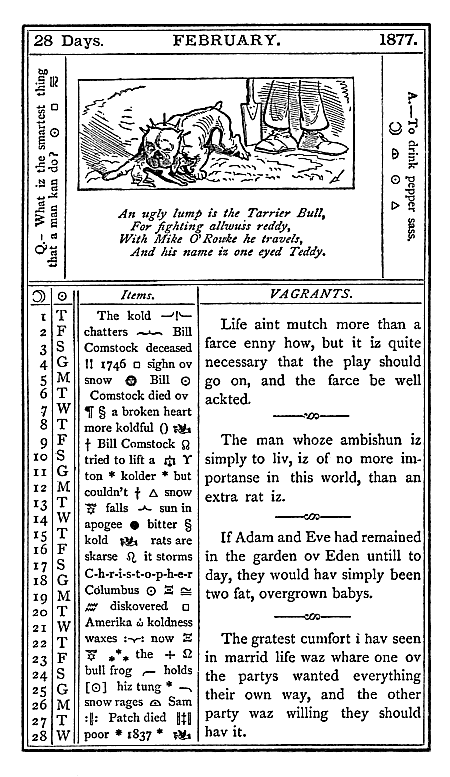 28 Days. FEBRUARY. 1877.
Q.—What iz the smartest thing
that a man kan do?
A.—To drink pepper sass.
An ugly lump is the Tarrier Bull,
For fighting allwuss reddy,
With Mike O'Rourke he travels,
And his name iz one eyed Teddy.
Items.
1 T The kold
2 F chatters Bill
3 S Comstock deceased
4 G !! 1746 □ sighn ov
5 M snow Bill ⊙
6 T Comstock died ov
7 W ¶ § a broken heart
8 T more koldful ()
9 F † Bill Comstock ☊
10 S tried to lift a ♎ ♈
11 G ton * kolder * but
12 M couldn't † △ snow
13 T falls sun in
14 W apogee ● bitter §
15 T kold rats are
16 F skarse ♌ it storms
17 S C-h-r-i-s-t-o-p-h-e-r
18 G Columbus ⊙
19 M diskovered □
20 T Amerika koldness
21 W waxes now
22 T the + ☊
23 F bull frog holds
24 S [⊙] hiz tung *
25 G snow rages Sam
26 M Patch died
27 T poor * 1837 *
28 W
VAGRANTS.
Life aint mutch more than a
farce enny how, but it iz quite
necessary that the play should
go on, and the farce be well
ackted.
The man whoze ambishun iz
simply to liv, iz of no more im-
portanse in this world, than an
extra rat iz.
If Adam and Eve had remained
in the garden ov Eden untill to
day, they would hav simply been
two fat, overgrown babys.
The gratest cumfort i hav seen
in marrid life waz whare one ov
the partys wanted everything
their own way, and the other
party waz willing they should
hav it.